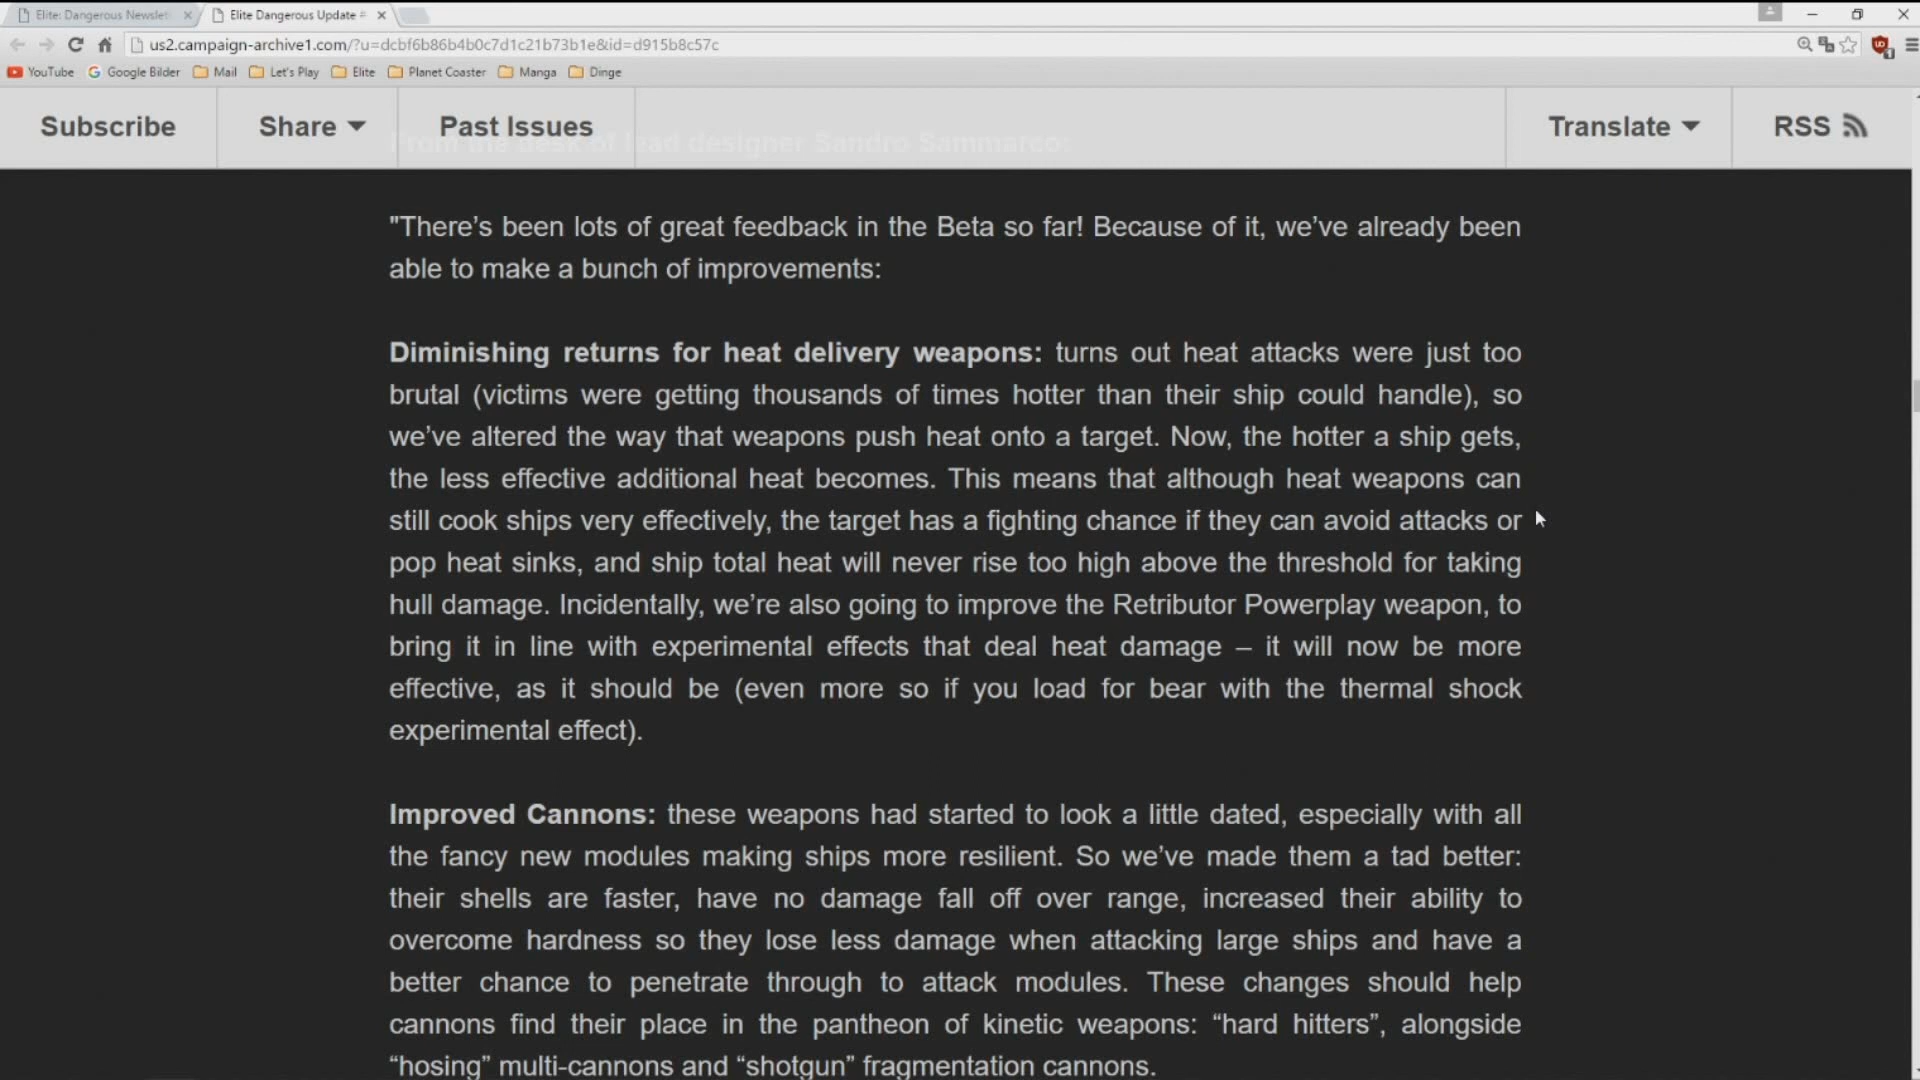 Elite: Dangerous Newslet
Elite Dangerous Update #
us2.campaign-archive1.com/?u=dcbf6b86b4b0c7d1c21b73b1e&id=d915b8c57c
YouTube Google Bilder Mail Let's Play Elite Planet Coaster Manga Dinge
Subscribe Share Past Issues Translate RSS
From the desk of lead designer Sandro Sammarco:
"There’s been lots of great feedback in the Beta so far! Because of it, we’ve already been
able to make a bunch of improvements:
Diminishing returns for heat delivery weapons: turns out heat attacks were just too
brutal (victims were getting thousands of times hotter than their ship could handle), so
we’ve altered the way that weapons push heat onto a target. Now, the hotter a ship gets,
the less effective additional heat becomes. This means that although heat weapons can
still cook ships very effectively, the target has a fighting chance if they can avoid attacks or
pop heat sinks, and ship total heat will never rise too high above the threshold for taking
hull damage. Incidentally, we’re also going to improve the Retributor Powerplay weapon, to
bring it in line with experimental effects that deal heat damage – it will now be more
effective, as it should be (even more so if you load for bear with the thermal shock
experimental effect).
Improved Cannons: these weapons had started to look a little dated, especially with all
the fancy new modules making ships more resilient. So we’ve made them a tad better:
their shells are faster, have no damage fall off over range, increased their ability to
overcome hardness so they lose less damage when attacking large ships and have a
better chance to penetrate through to attack modules. These changes should help
cannons find their place in the pantheon of kinetic weapons: “hard hitters”, alongside
“hosing” multi-cannons and “shotgun” fragmentation cannons.